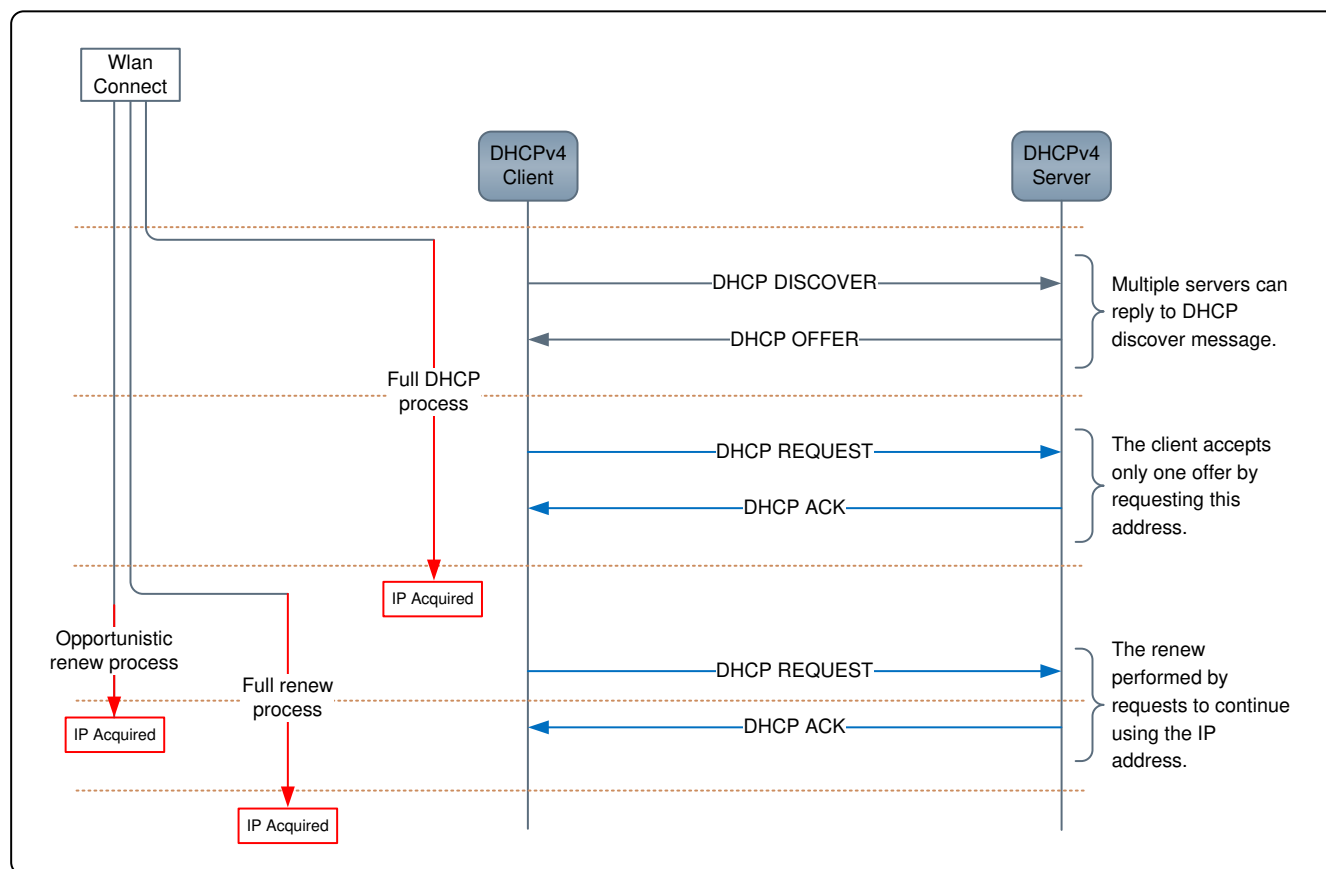 Wlan
Connect
DHCPv4
Client
DHCPv4
Server
DHCP DISCOVER
Multiple servers can
reply to DHCP
discover message.
DHCP OFFER
Full DHCP
process
DHCP REQUEST
The client accepts
only one offer by
requesting this
address.
DHCP ACK
IP Acquired
Opportunistic
renew process
Full renew
process
DHCP REQUEST
The renew
performed by
requests to continue
using the IP
address.
IP Acquired
DHCP ACK
IP Acquired